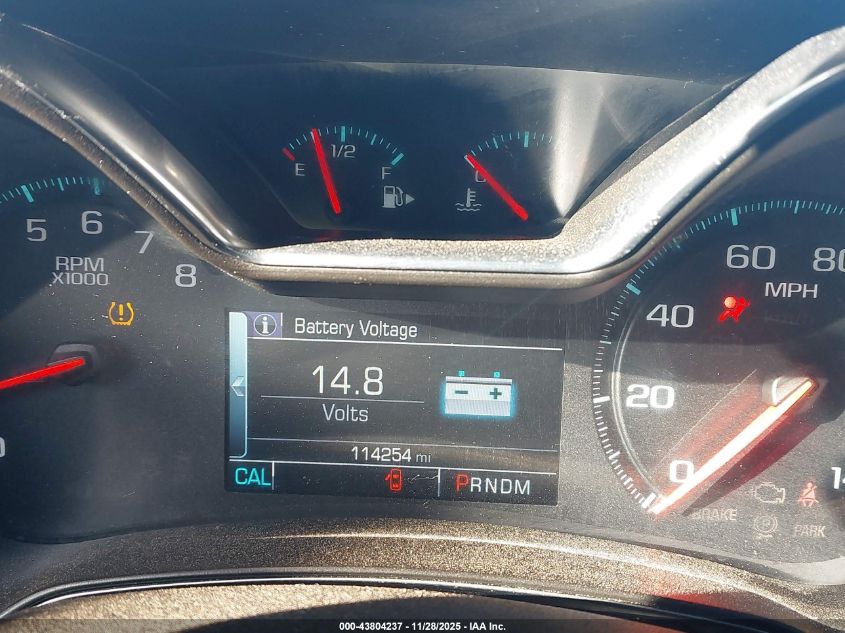 E 1/2 F
C
5 6 7 8
RPM
X1000
60 80
MPH
40
20
0
Battery Voltage
14.8
Volts
114254 mi
CAL
PRNDM
BRAKE
PARK
000-43804237 - 11/28/2025 - IAA Inc.